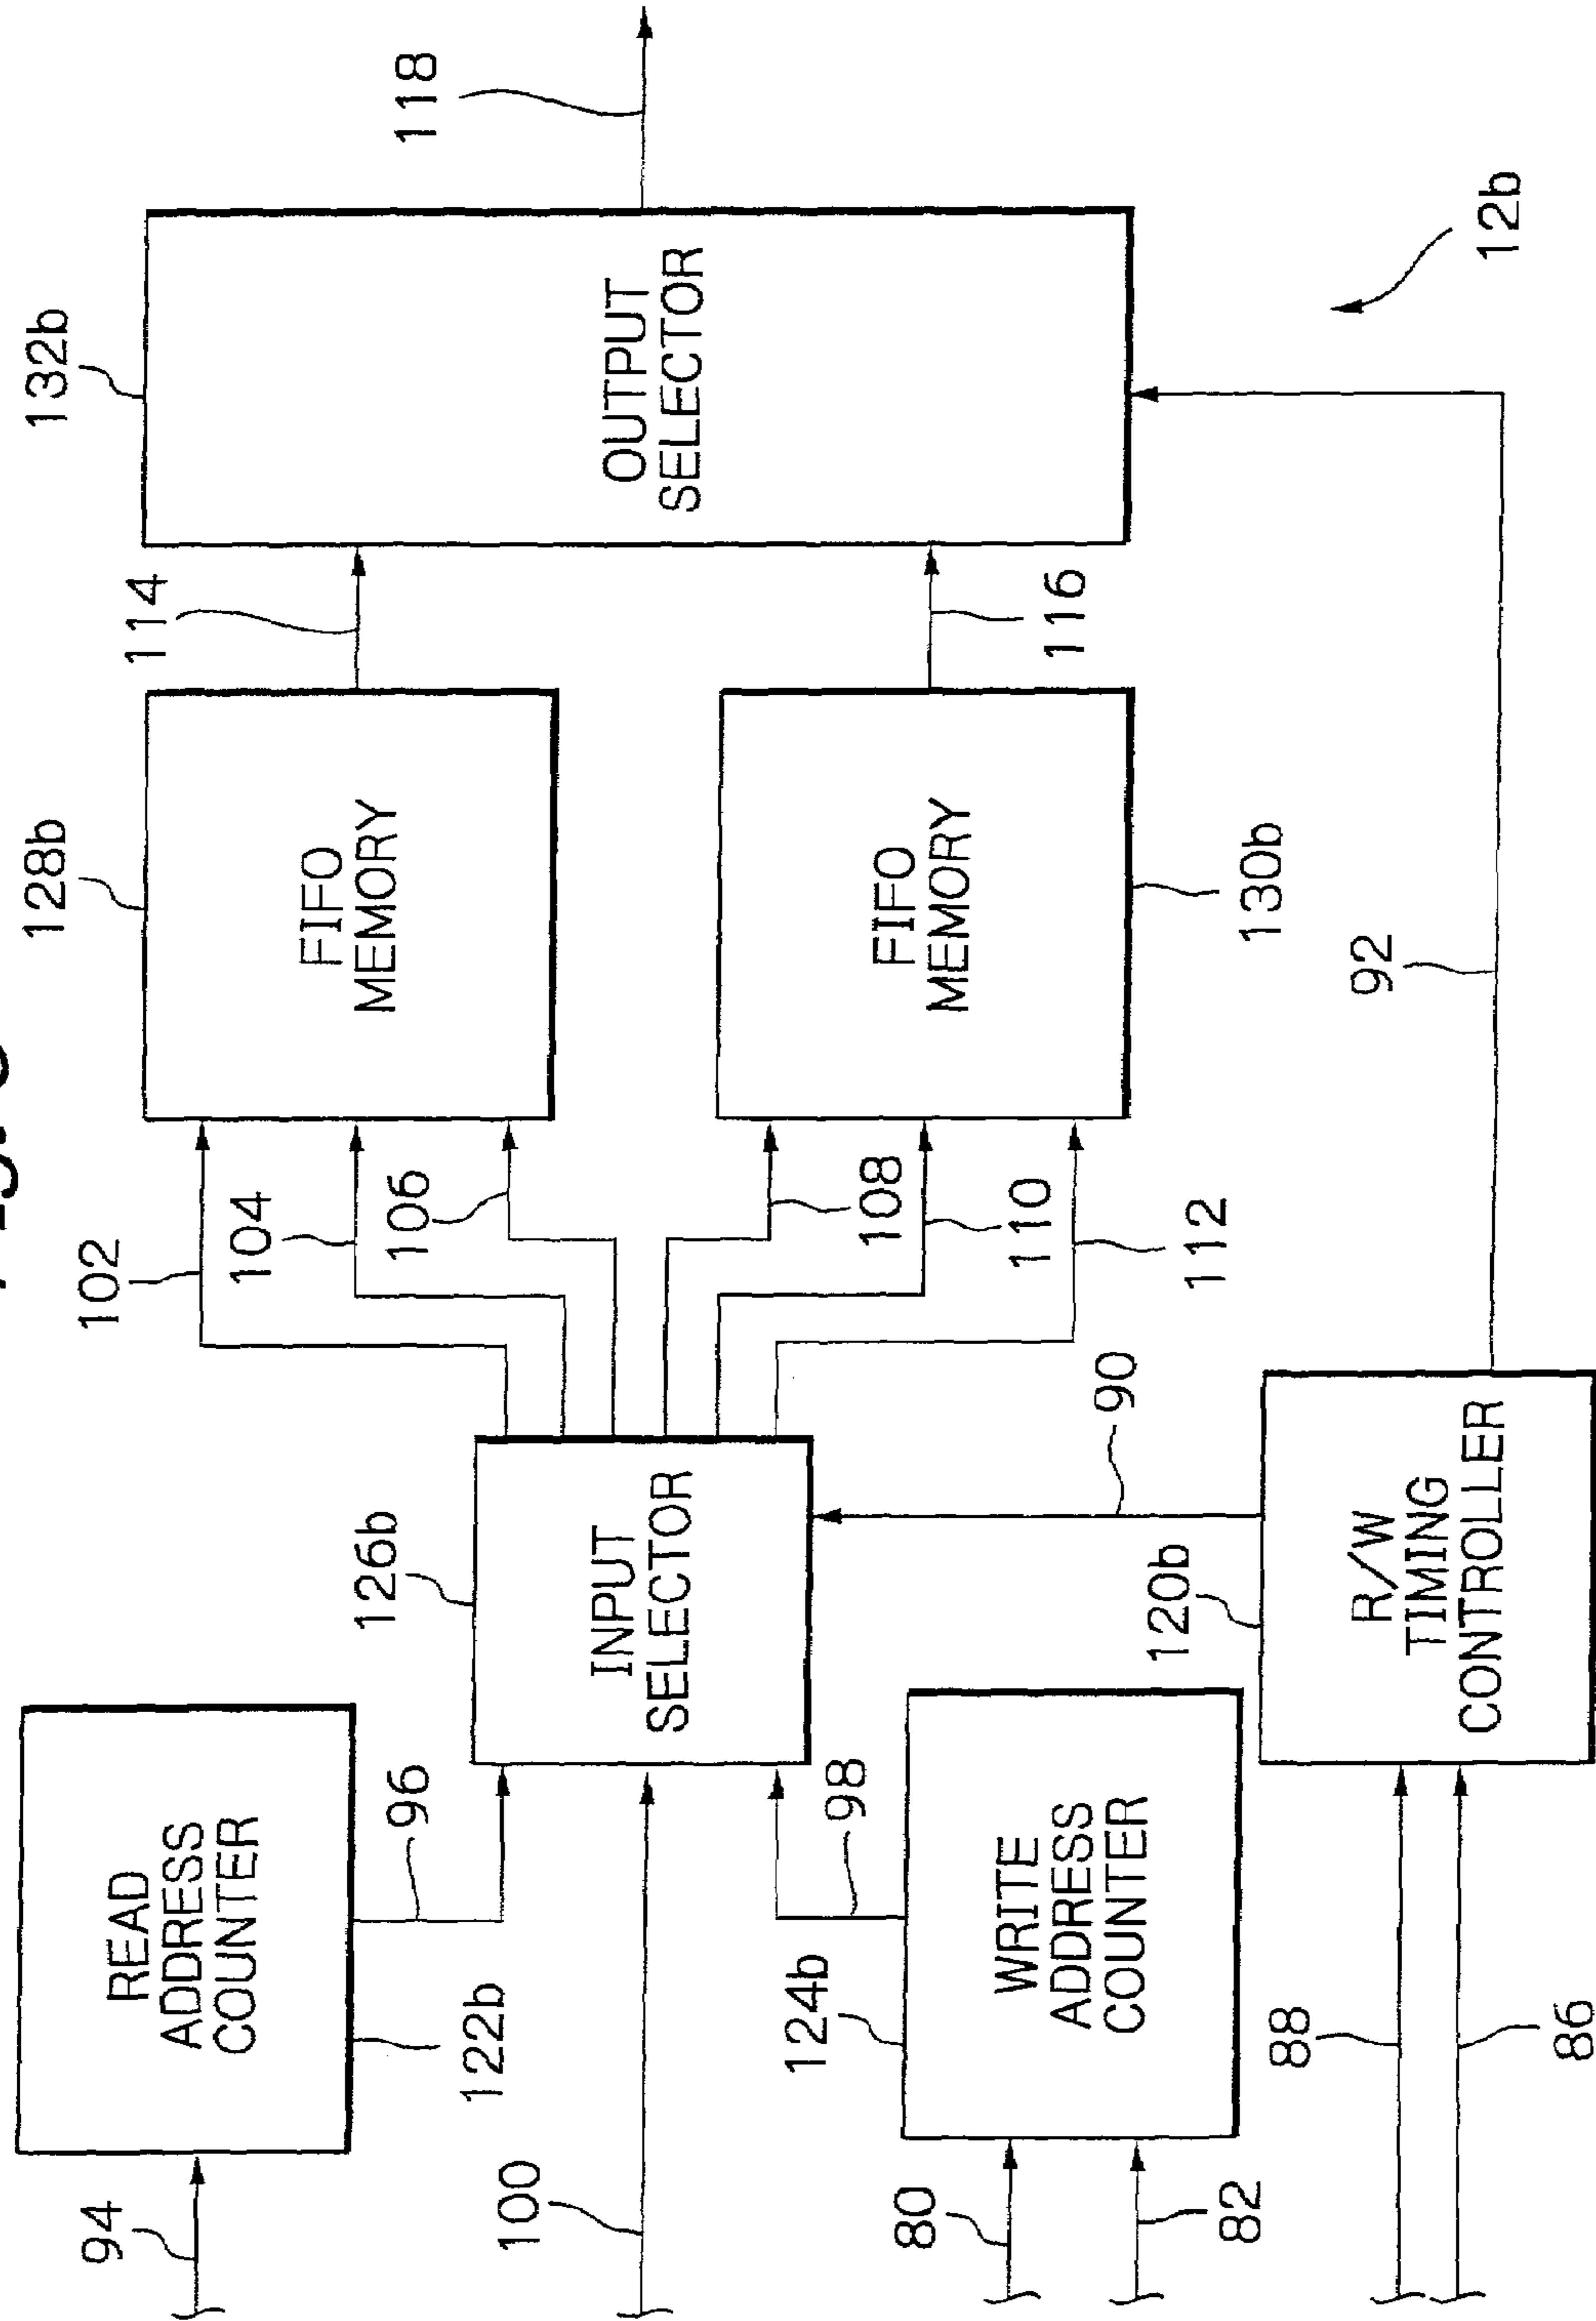 94
READ
ADDRESS
COUNTER
122b
96
100
80
82
WRITE
ADDRESS
COUNTER
124b
98
88
86
R/W
TIMING
CONTROLLER
120b
90
INPUT
SELECTOR
126b
102
104
106
108
110
112
FIFO
MEMORY
128b
FIFO
MEMORY
130b
92
114
116
OUTPUT
SELECTOR
132b
118
12b